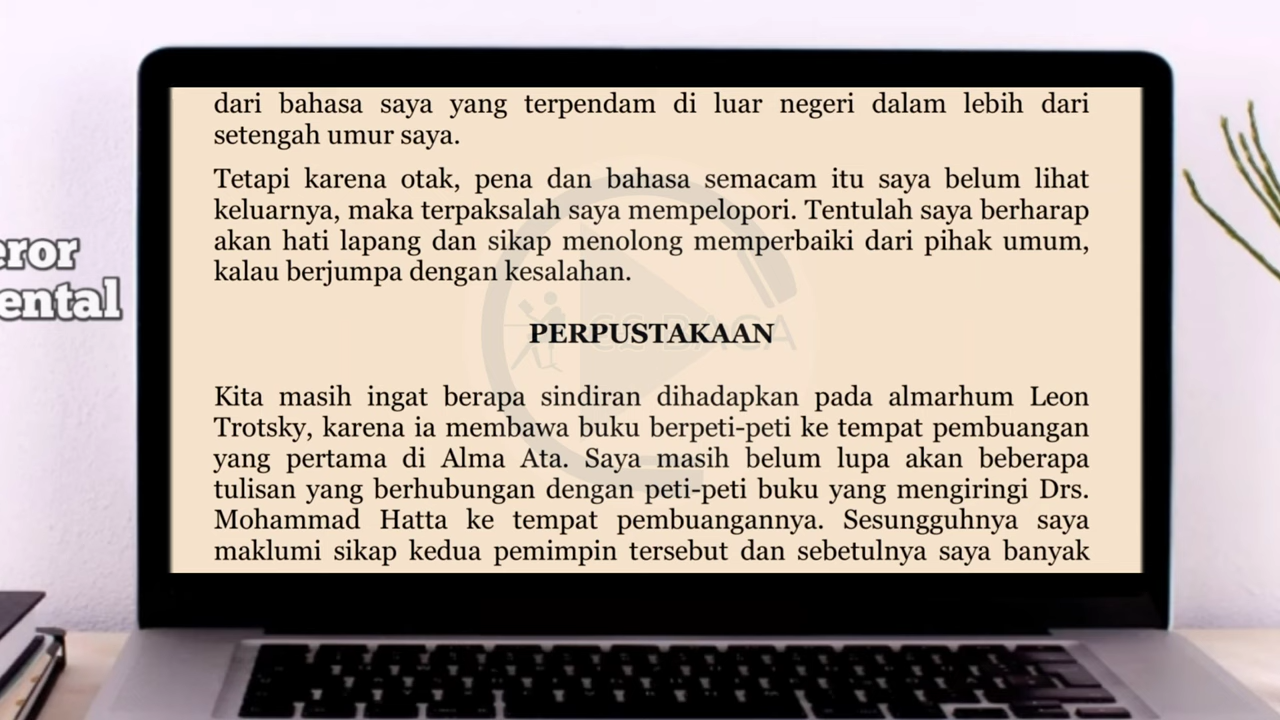 dari bahasa saya yang terpendam di luar negeri dalam lebih dari
setengah umur saya.
Tetapi karena otak, pena dan bahasa semacam itu saya belum lihat
keluarnya, maka terpaksalah saya mempelopori. Tentulah saya berharap
akan hati lapang dan sikap menolong memperbaiki dari pihak umum,
kalau berjumpa dengan kesalahan.
PERPUSTAKAAN
Kita masih ingat berapa sindiran dihadapkan pada almarhum Leon
Trotsky, karena ia membawa buku berpeti-peti ke tempat pembuangan
yang pertama di Alma Ata. Saya masih belum lupa akan beberapa
tulisan yang berhubungan dengan peti-peti buku yang mengiringi Drs.
Mohammad Hatta ke tempat pembuangannya. Sesungguhnya saya
maklumi sikap kedua pemimpin tersebut dan sebetulnya saya banyak
eror
ental